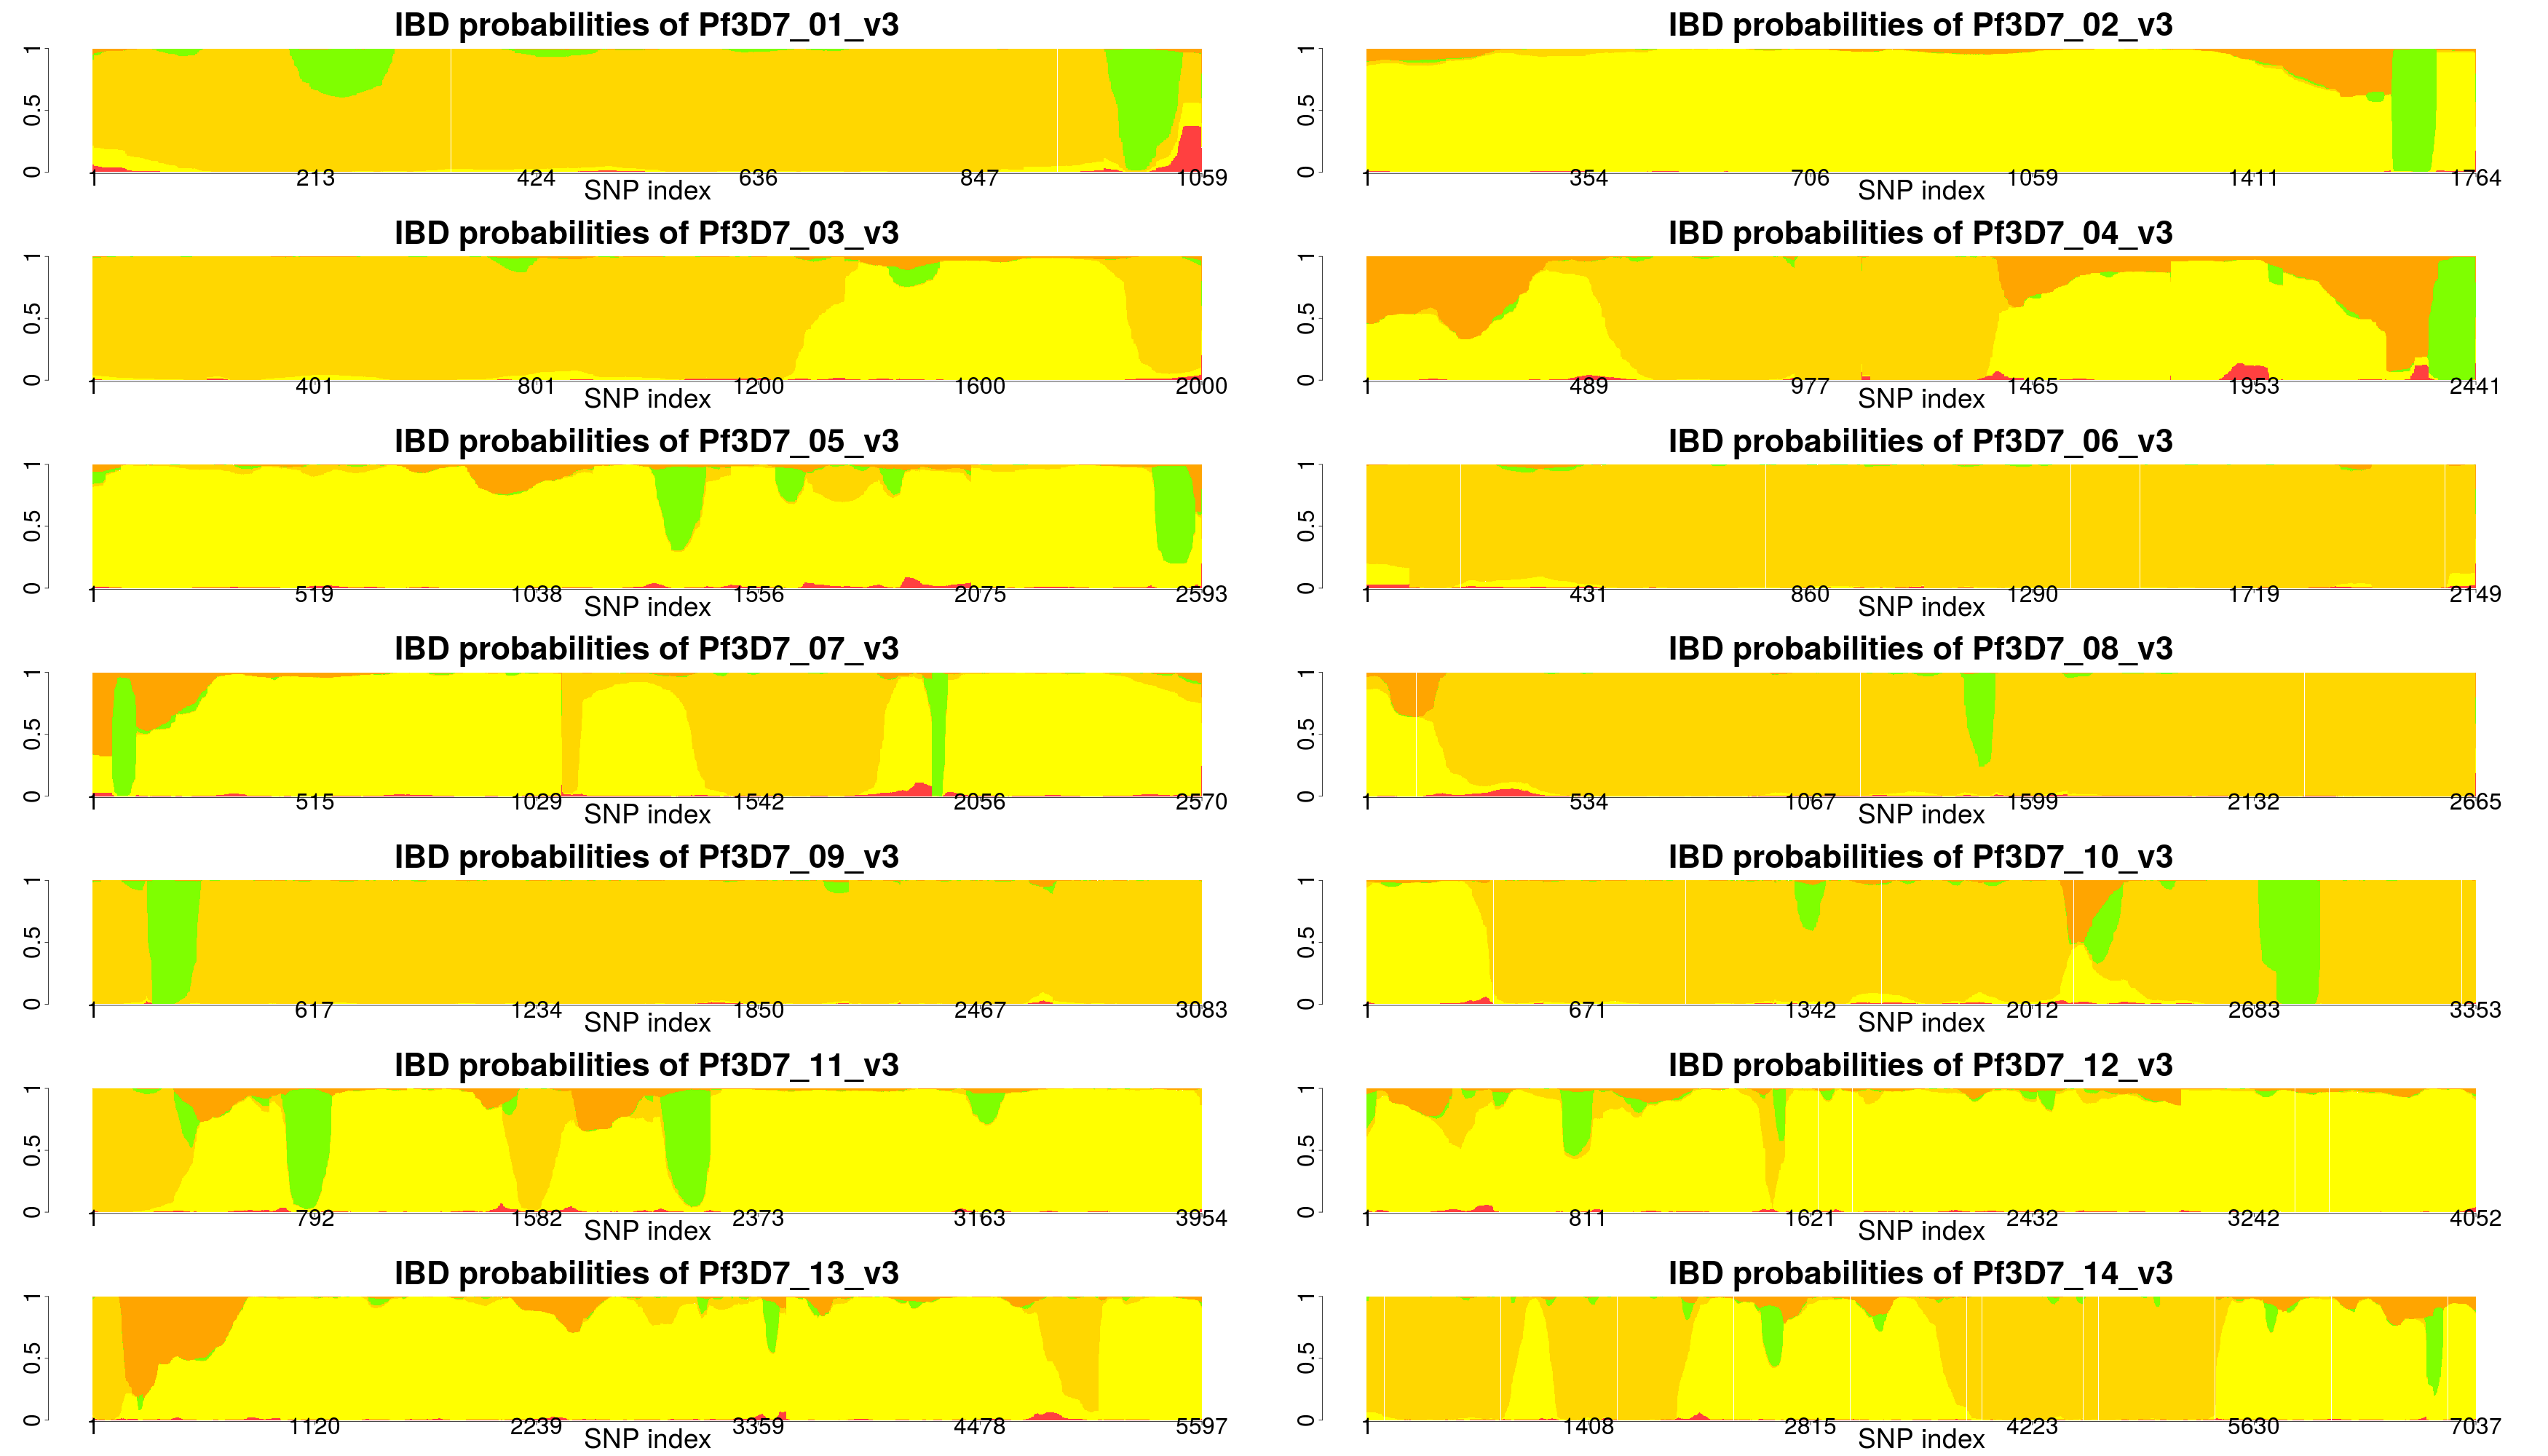 IBD probabilities of Pf3D7_01_v3
0 0.5 1
1 213 424 636 847 1059
SNP index
IBD probabilities of Pf3D7_02_v3
0 0.5 1
1 354 706 1059 1411 1764
SNP index
IBD probabilities of Pf3D7_03_v3
0 0.5 1
1 401 801 1200 1600 2000
SNP index
IBD probabilities of Pf3D7_04_v3
0 0.5 1
1 489 977 1465 1953 2441
SNP index
IBD probabilities of Pf3D7_05_v3
0 0.5 1
1 519 1038 1556 2075 2593
SNP index
IBD probabilities of Pf3D7_06_v3
0 0.5 1
1 431 860 1290 1719 2149
SNP index
IBD probabilities of Pf3D7_07_v3
0 0.5 1
1 515 1029 1542 2056 2570
SNP index
IBD probabilities of Pf3D7_08_v3
0 0.5 1
1 534 1067 1599 2132 2665
SNP index
IBD probabilities of Pf3D7_09_v3
0 0.5 1
1 617 1234 1850 2467 3083
SNP index
IBD probabilities of Pf3D7_10_v3
0 0.5 1
1 671 1342 2012 2683 3353
SNP index
IBD probabilities of Pf3D7_11_v3
0 0.5 1
1 792 1582 2373 3163 3954
SNP index
IBD probabilities of Pf3D7_12_v3
0 0.5 1
1 811 1621 2432 3242 4052
SNP index
IBD probabilities of Pf3D7_13_v3
0 0.5 1
1 1120 2239 3359 4478 5597
SNP index
IBD probabilities of Pf3D7_14_v3
0 0.5 1
1 1408 2815 4223 5630 7037
SNP index